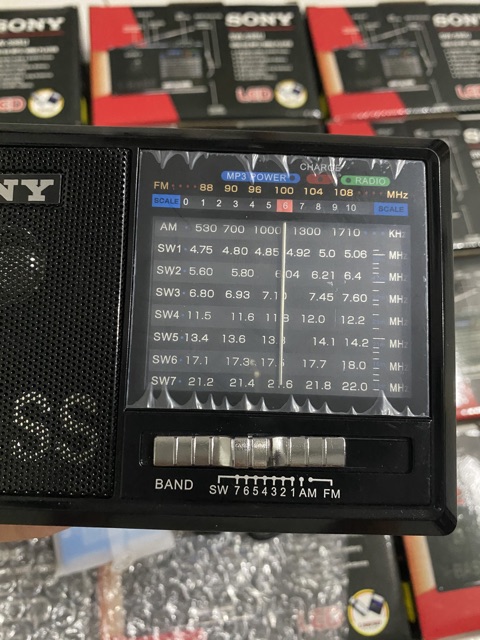 SONY
SONY
SONY
LED
LED
NY
CHARGE
MP3 POWER
RADIO
FM 88 90 96 100 104 108 MHz
SCALE 0 1 2 3 4 5 6 7 8 9 10 SCALE
AM 530 700 1000 1300 1710 KHz
SW1 4.75 4.80 4.85 4.92 5.0 5.06 MHz
SW2 5.60 5.80 6.04 6.21 6.4 MHz
SW3 6.80 6.93 7.10 7.45 7.60 MHz
SW4 11.5 11.6 11.8 12.0 12.2 MHz
SW5 13.4 13.6 13.8 14.1 14.2 MHz
SW6 17.1 17.3 17.5 17.7 18.0 MHz
SW7 21.2 21.4 21.6 21.8 22.0 MHz
SS
BAND SW 7 6 5 4 3 2 1 AM FM